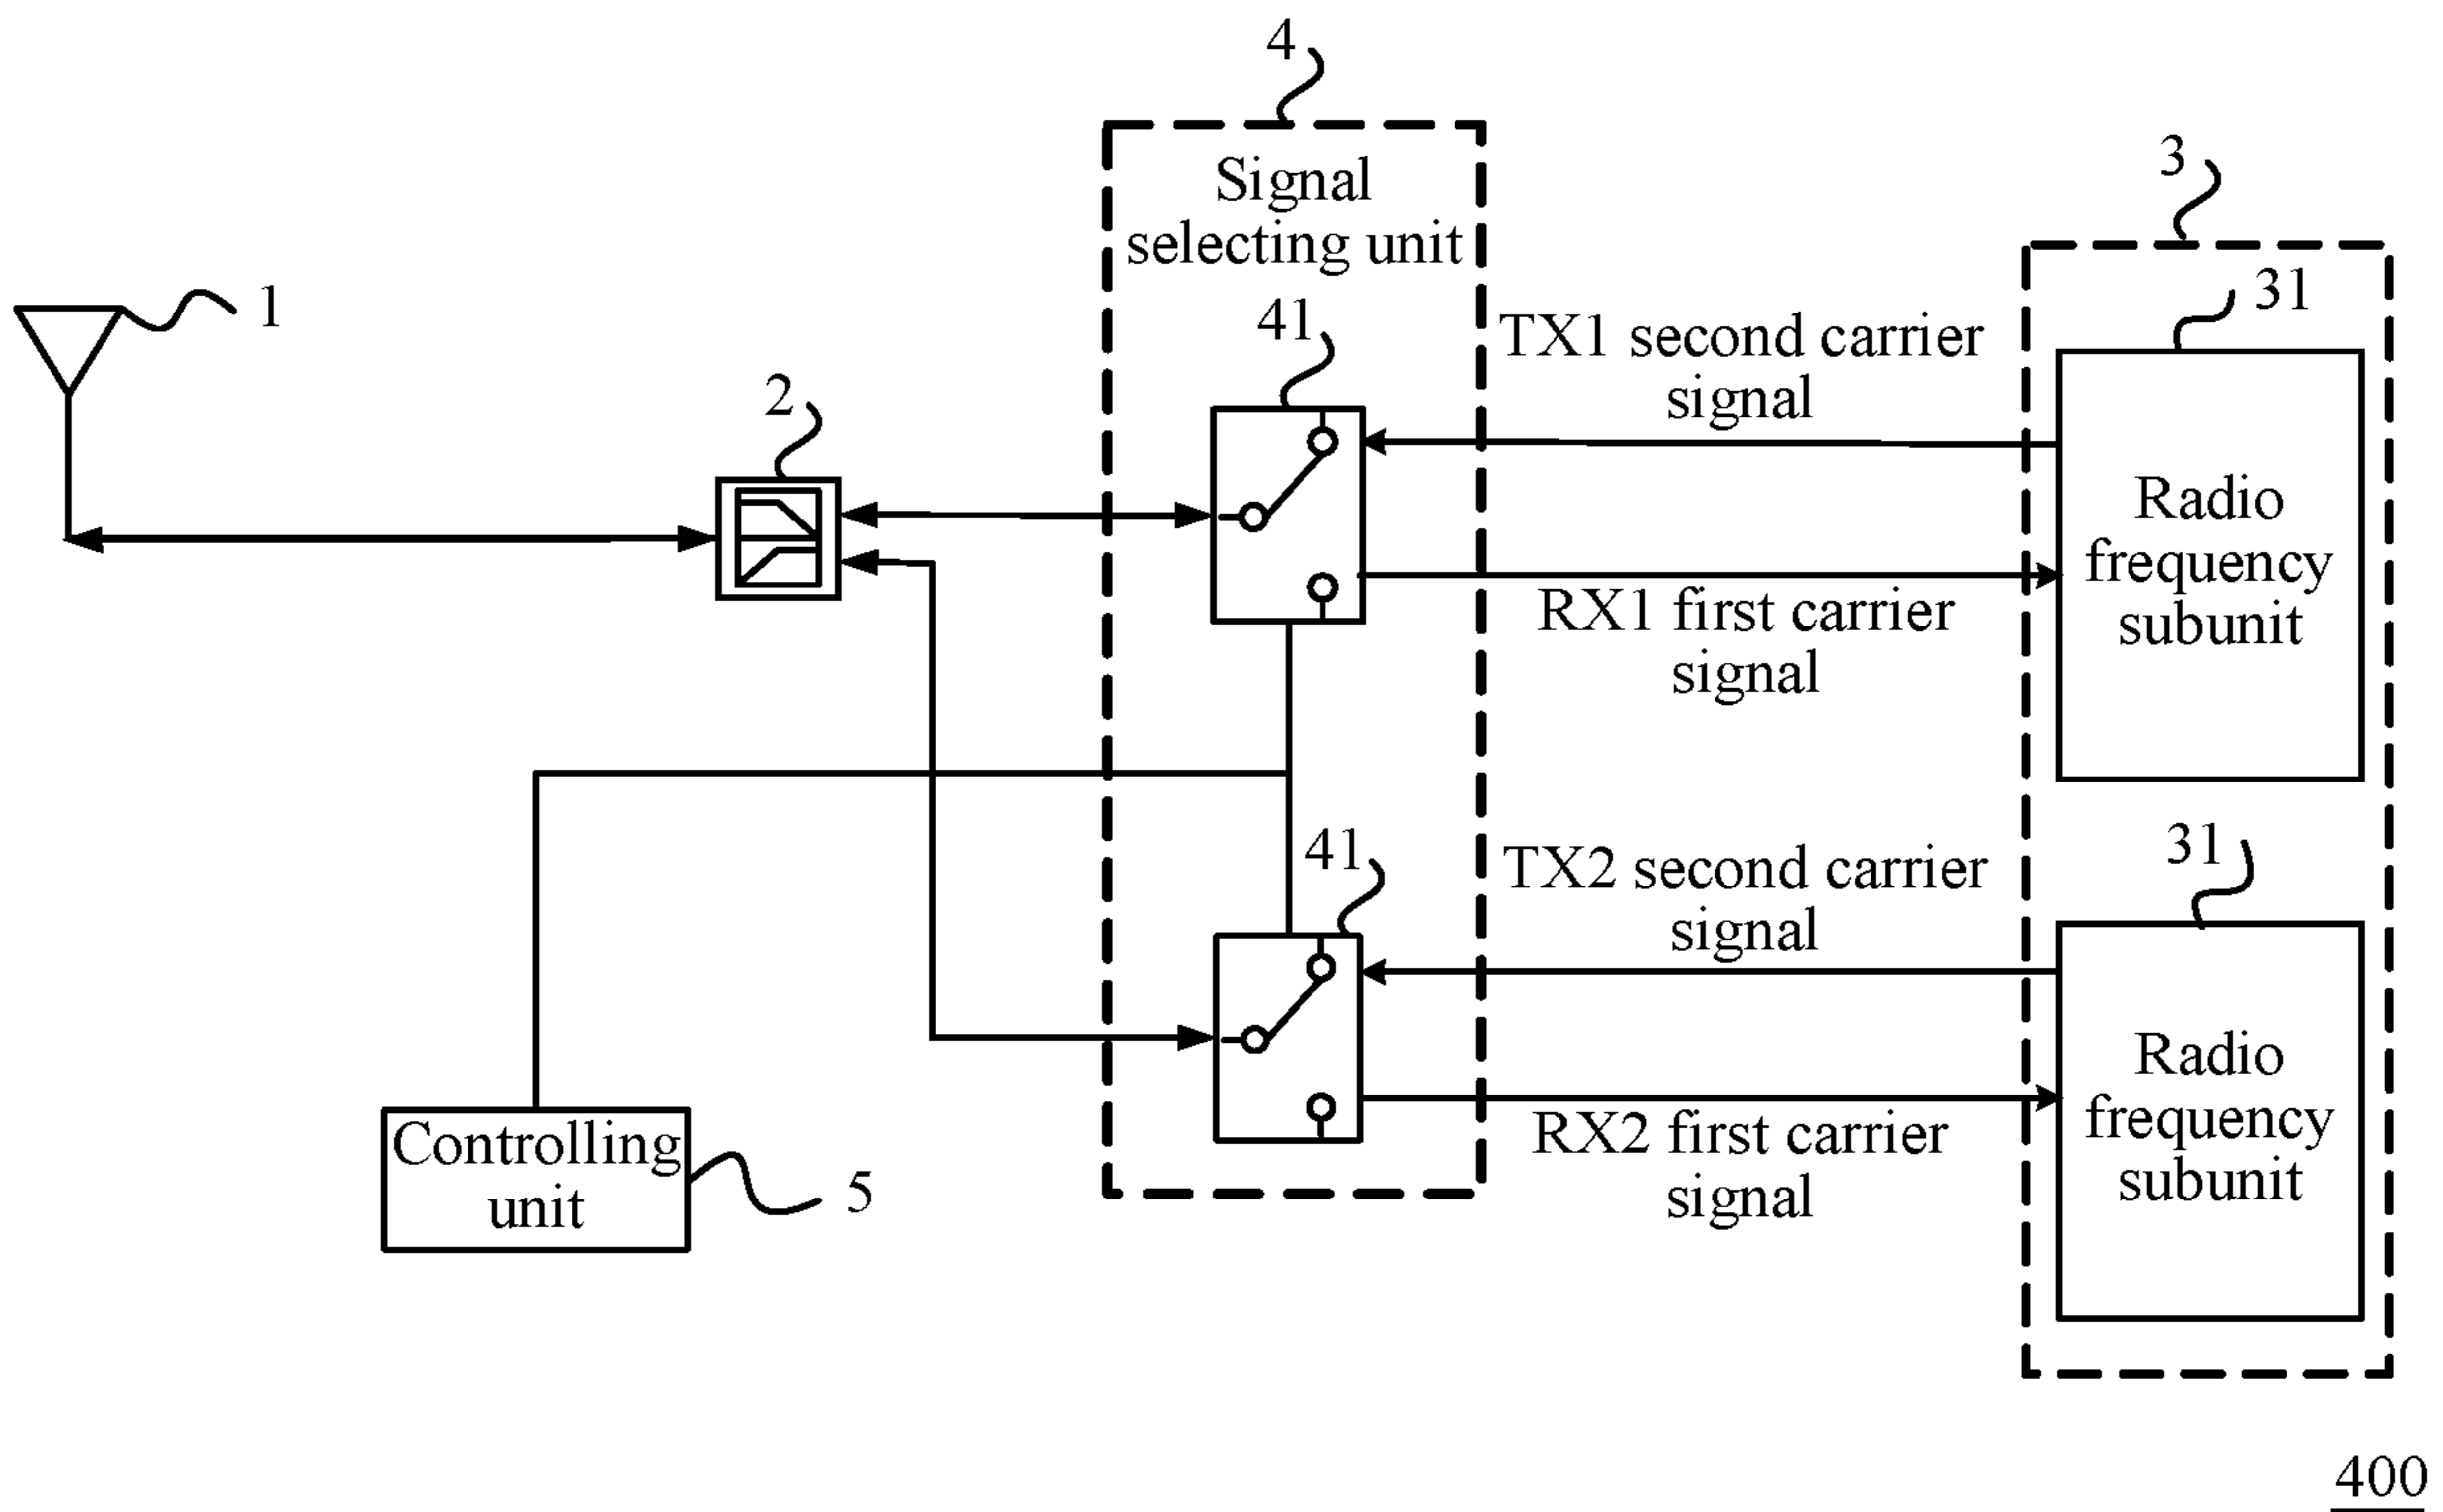 4
Signal
selecting unit
3
31
1
41
TX1 second carrier
signal
2
Radio
frequency
subunit
RX1 first carrier
signal
41
TX2 second carrier
signal
31
Radio
frequency
subunit
RX2 first carrier
signal
Controlling
unit
5
400